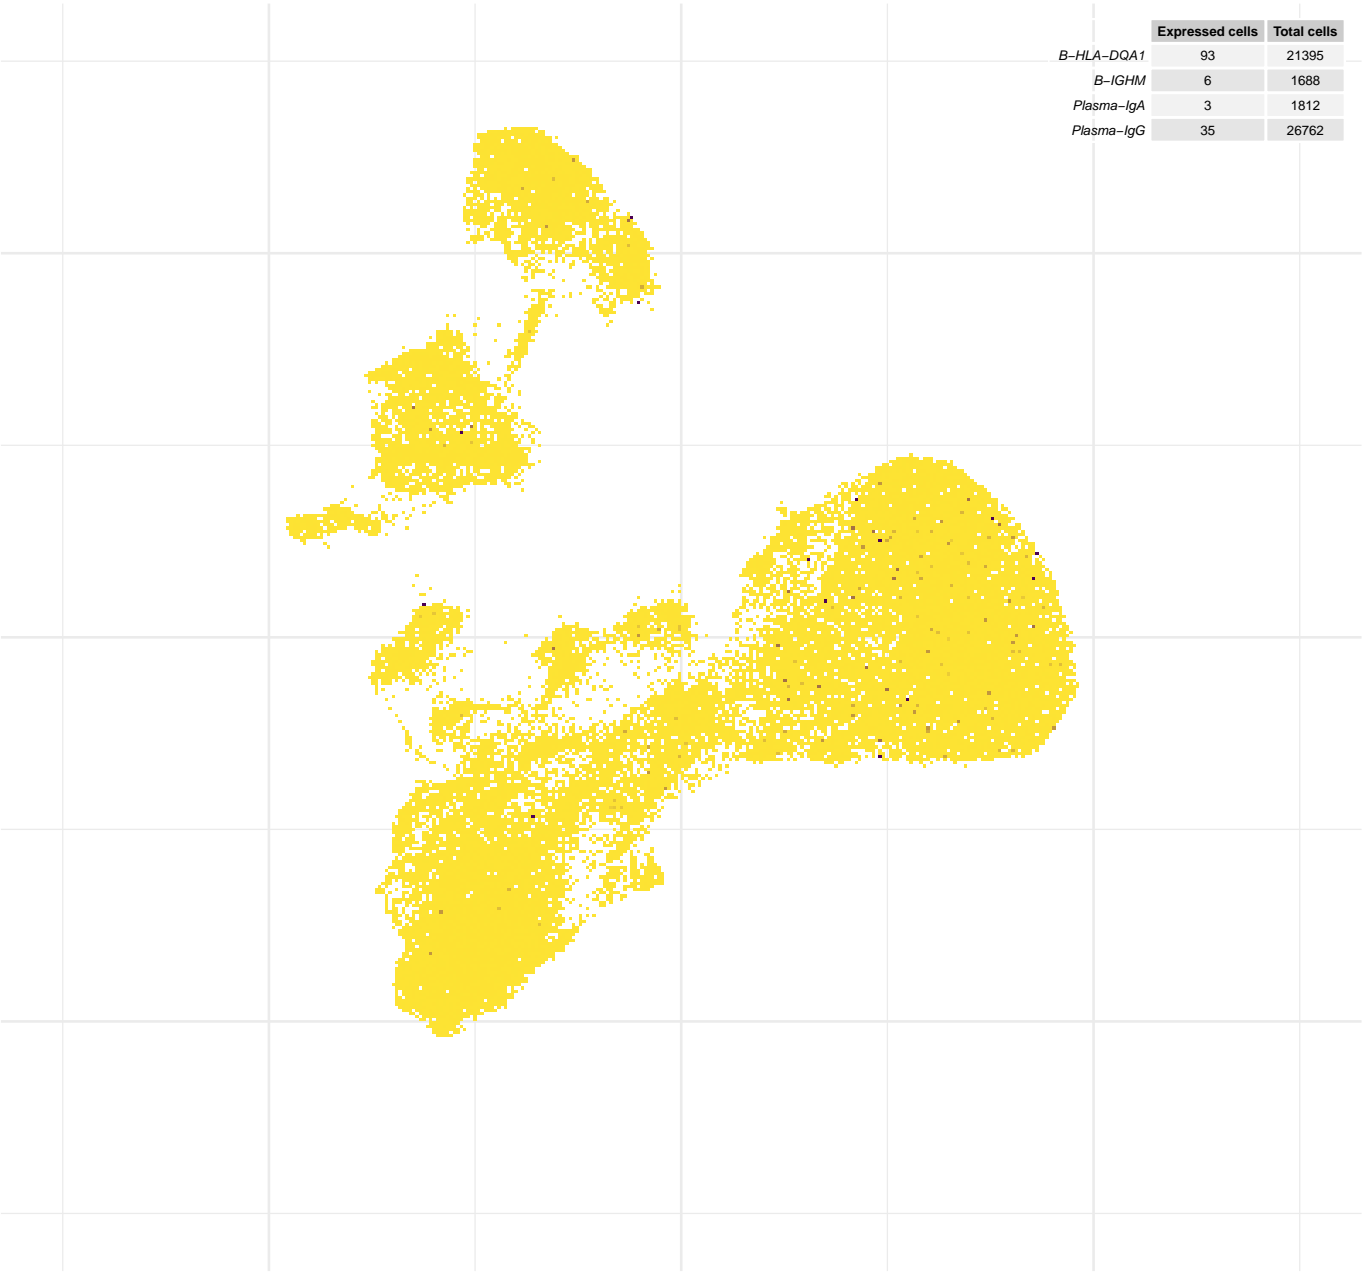 Expressed cells Total cells
B−HLA−DQA1 93 21395
B−IGHM 6 1688
Plasma−IgA 3 1812
Plasma−IgG 35 26762